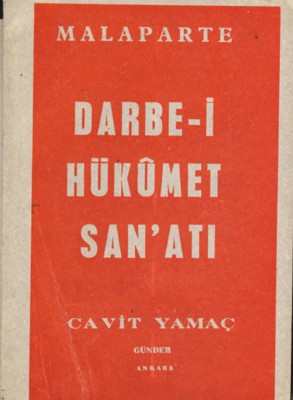 MALAPARTE
DARBE-İ
HÜKÛMET
SAN'ATI
CAVİT YAMAÇ
GÜNDER
ANKARA